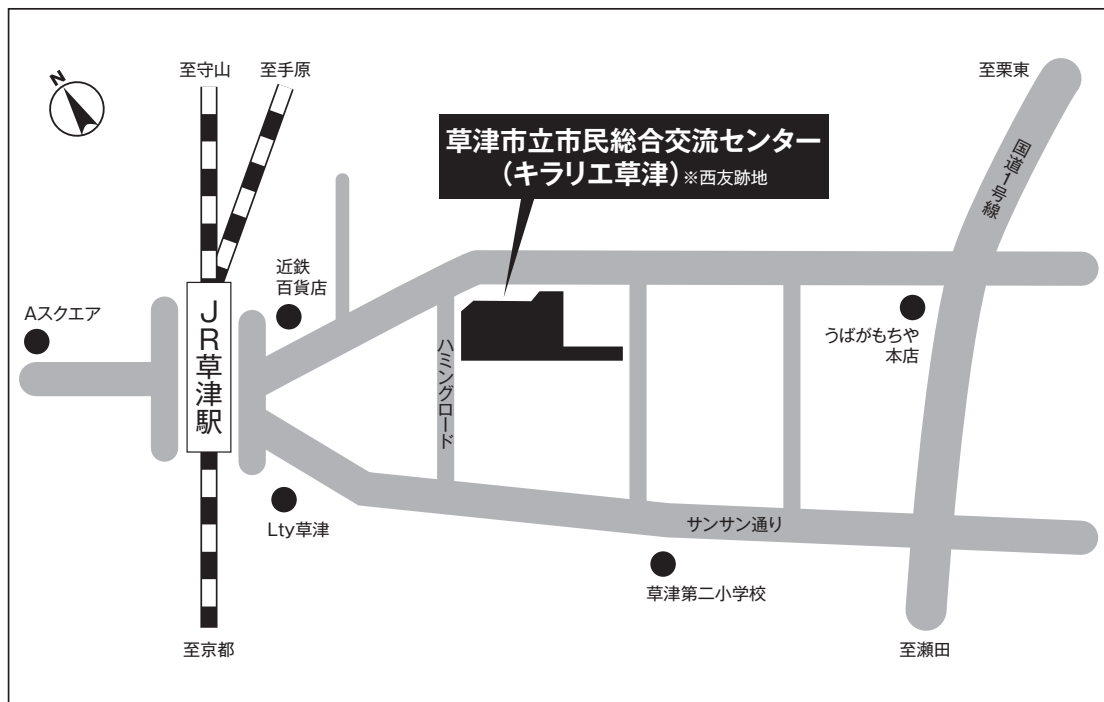 N
至守山
至手原
至栗東
草津市立市民総合交流センター
(キラリエ草津)※西友跡地
国道1号線
近鉄
百貨店
Aスクエア
JR草津駅
ハミングロード
うばがもちや
本店
Lty草津
サンサン通り
草津第二小学校
至京都
至瀬田